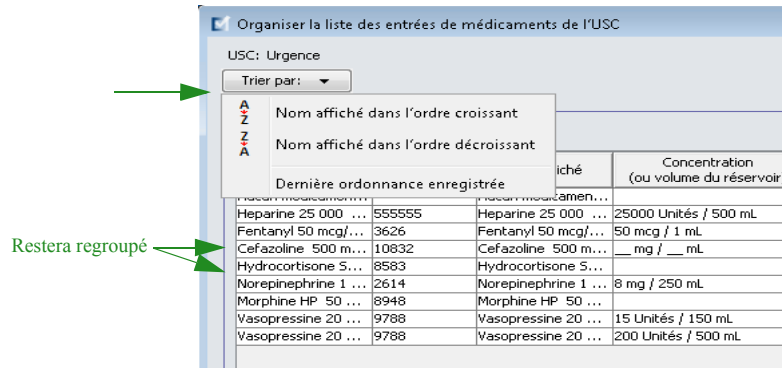 Organiser la liste des entrées de médicaments de l'USC
USC: Urgence
Trier par:
A
Z
Nom affiché dans l'ordre croissant
Z
A
Nom affiché dans l'ordre décroissant
Dernière ordonnance enregistrée
iché
Concentration
(ou volume du réservoir
Heparine 25 000 ... 555555 Heparine 25 000 ... 25000 Unités / 500 mL
Fentanyl 50 mcg/... 3626 Fentanyl 50 mcg/... 50 mcg / 1 mL
Restera regroupé
Cefazoline 500 m... 10832 Cefazoline 500 m... __ mg / __ mL
Hydrocortisone S... 8583 Hydrocortisone S...
Norepinephrine 1 ... 2614 Norepinephrine 1 ... 8 mg / 250 mL
Morphine HP 50 ... 8948 Morphine HP 50 ...
Vasopressine 20 ... 9788 Vasopressine 20 ... 15 Unités / 150 mL
Vasopressine 20 ... 9788 Vasopressine 20 ... 200 Unités / 500 mL